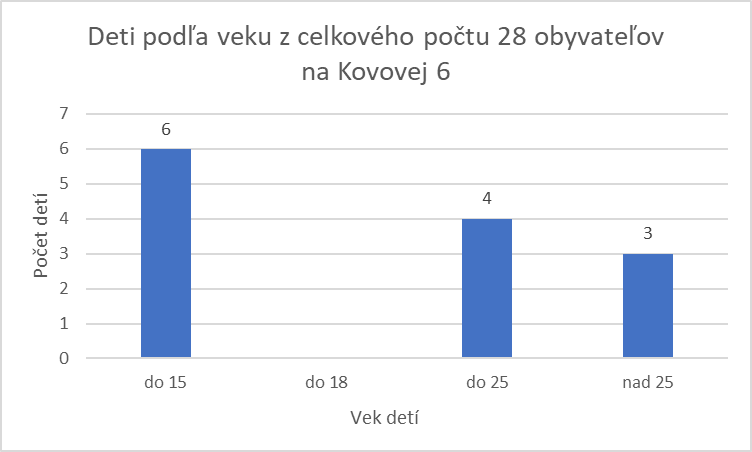 Deti podľa veku z celkového počtu 28 obyvateľov
na Kovovej 6
Počet detí
7
6
5
4
3
2
1
0
6
4
3
do 15
do 18
do 25
nad 25
Vek detí